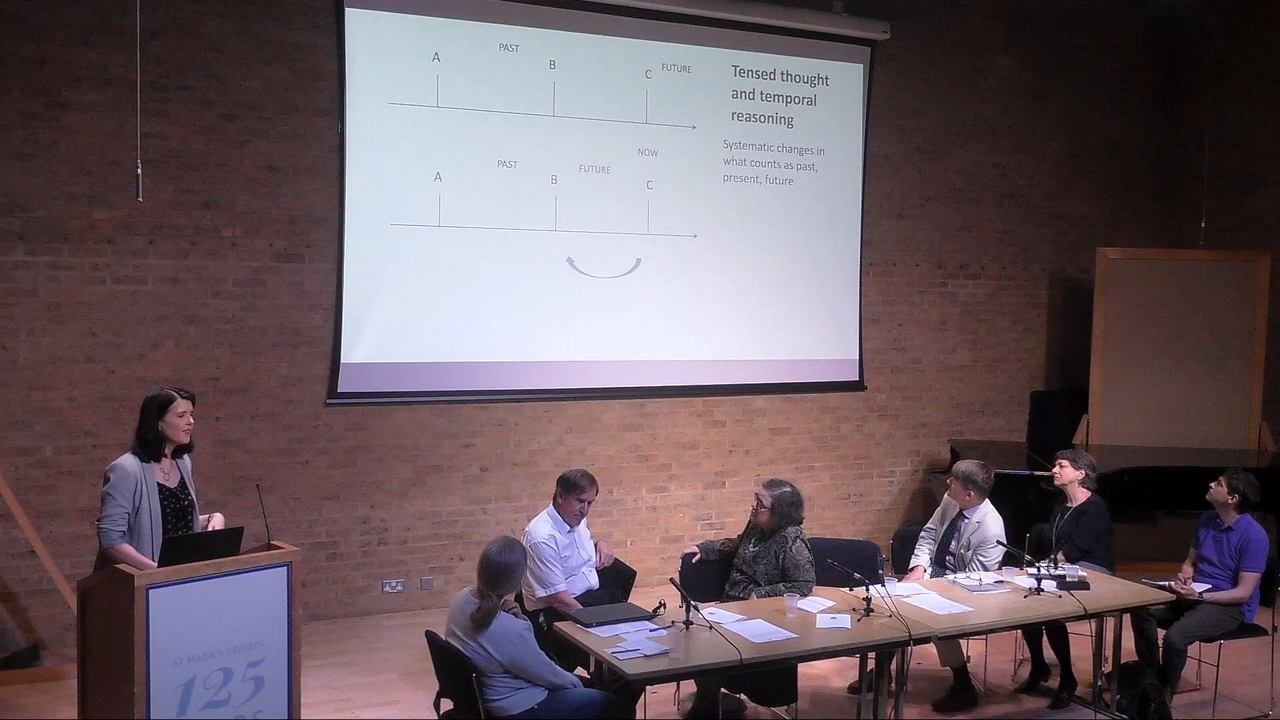 PAST
FUTURE
A
B
C
NOW
PAST
FUTURE
A
B
C
Tensed thought
and temporal
reasoning
Systematic changes in
what counts as past,
present, future
ST HILDA'S COLLEGE
125